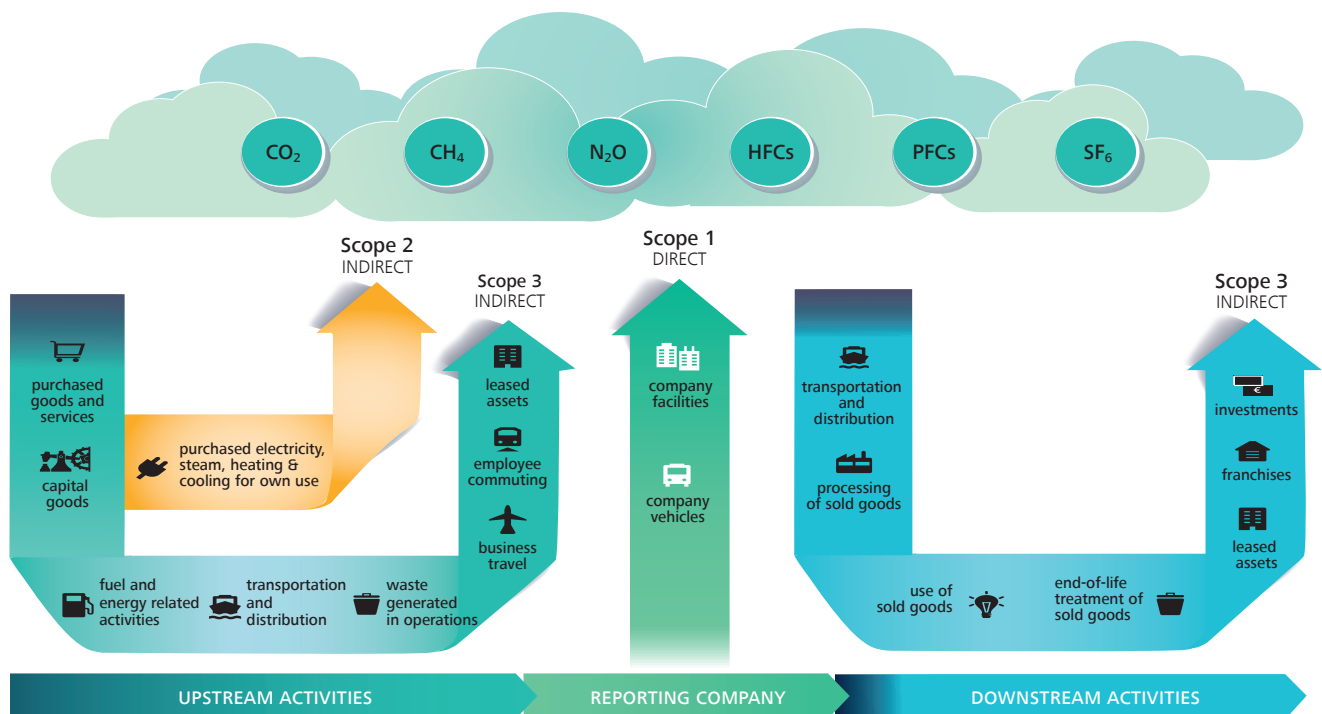 CO₂
CH₄
N₂O
HFCs
PFCs
SF₆
Scope 2
INDIRECT
Scope 3
INDIRECT
Scope 1
DIRECT
Scope 3
INDIRECT
purchased
goods and
services
capital
goods
purchased electricity,
steam, heating &
cooling for own use
fuel and
energy related
activities
transportation
and
distribution
waste
generated
in operations
leased
assets
employee
commuting
business
travel
company
facilities
company
vehicles
transportation
and
distribution
processing
of sold goods
use of
sold goods
end-of-life
treatment of
sold goods
€
investments
franchises
leased
assets
UPSTREAM ACTIVITIES
REPORTING COMPANY
DOWNSTREAM ACTIVITIES